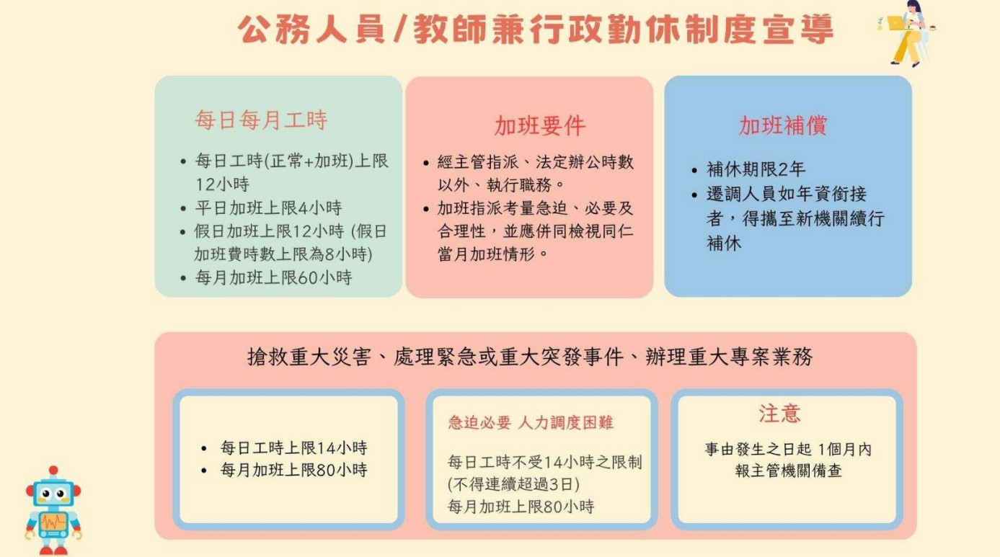 公務人員/教師兼行政勤休制度宣導
每日每月工時
• 每日工時(正常+加班)上限
12小時
• 平日加班上限4小時
• 假日加班上限12小時 (假日
加班費時數上限為8小時)
• 每月加班上限60小時
加班要件
• 經主管指派、法定辦公時數
以外、執行職務。
• 加班指派考量急迫、必要及
合理性，並應併同檢視同仁
當月加班情形。
加班補償
• 補休期限2年
• 遷調人員如年資銜接
者，得攜至新機關續行
補休
搶救重大災害、處理緊急或重大突發事件、辦理重大專案業務
• 每日工時上限14小時
• 每月加班上限80小時
急迫必要 人力調度困難
每日工時不受14小時之限制
(不得連續超過3日)
每月加班上限80小時
注意
事由發生之日起 1個月內
報主管機關備查